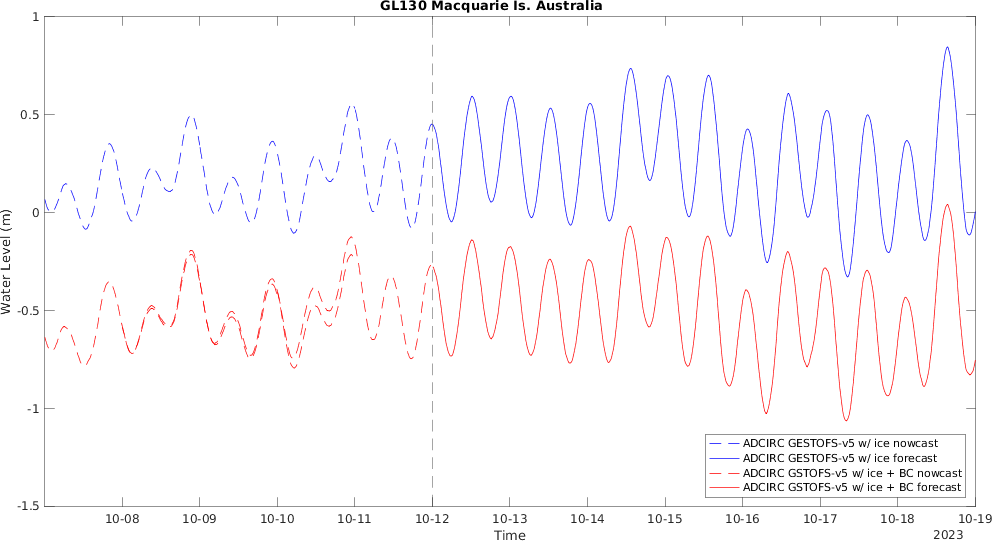 GL130 Macquarie Is. Australia
Water Level (m)
1
0.5
0
-0.5
-1
-1.5
ADCIRC GESTOFS-v5 w/ ice nowcast
ADCIRC GESTOFS-v5 w/ ice forecast
ADCIRC GSTOFS-v5 w/ ice + BC nowcast
ADCIRC GSTOFS-v5 w/ ice + BC forecast
10-08 10-09 10-10 10-11 10-12 10-13 10-14 10-15 10-16 10-17 10-18 10-19
Time
2023